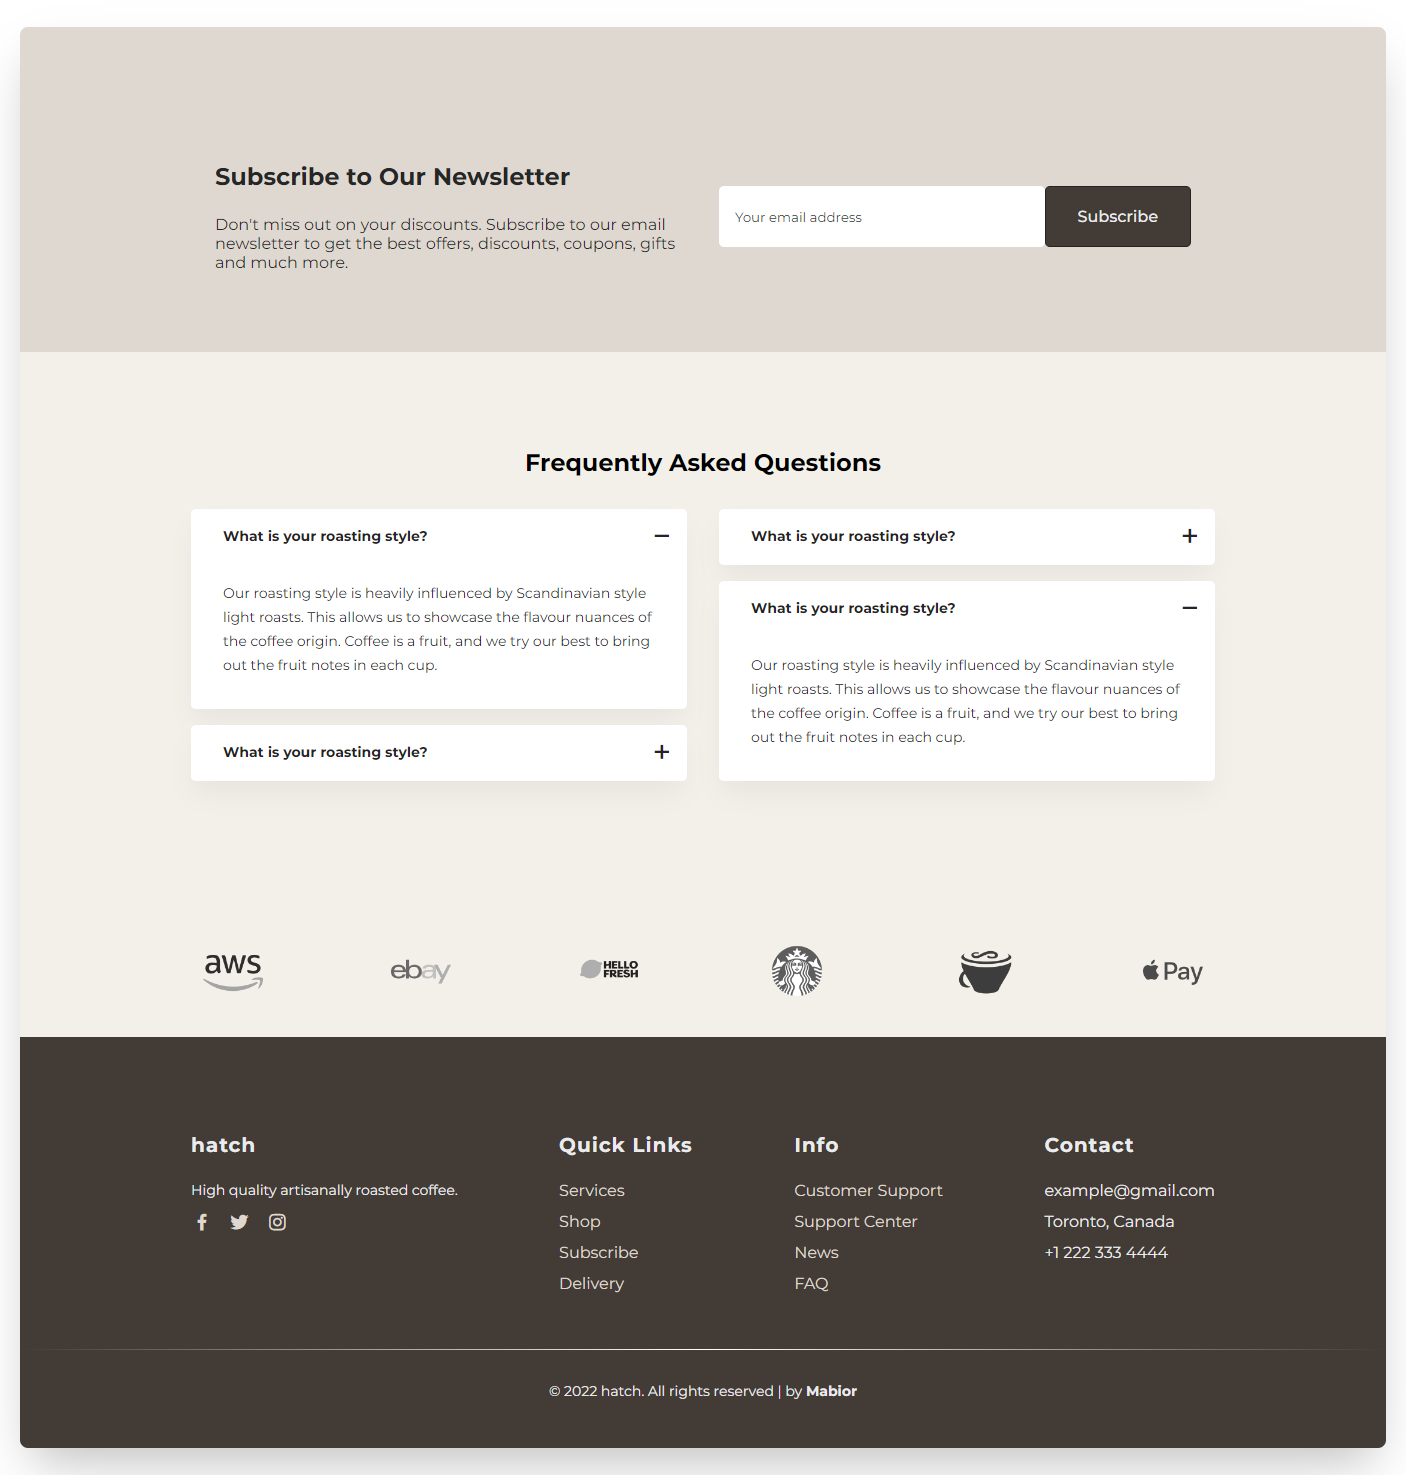 Subscribe to Our Newsletter
Don't miss out on your discounts. Subscribe to our email
newsletter to get the best offers, discounts, coupons, gifts
and much more.
Your email address
Subscribe
Frequently Asked Questions
What is your roasting style?
Our roasting style is heavily influenced by Scandinavian style
light roasts. This allows us to showcase the flavour nuances of
the coffee origin. Coffee is a fruit, and we try our best to bring
out the fruit notes in each cup.
What is your roasting style?
What is your roasting style?
What is your roasting style?
Our roasting style is heavily influenced by Scandinavian style
light roasts. This allows us to showcase the flavour nuances of
the coffee origin. Coffee is a fruit, and we try our best to bring
out the fruit notes in each cup.
aws
ebay
HELLO
FRESH
Pay
hatch
High quality artisanally roasted coffee.
Quick Links
Services
Shop
Subscribe
Delivery
Info
Customer Support
Support Center
News
FAQ
Contact
example@gmail.com
Toronto, Canada
+1 222 333 4444
© 2022 hatch. All rights reserved | by Mabior